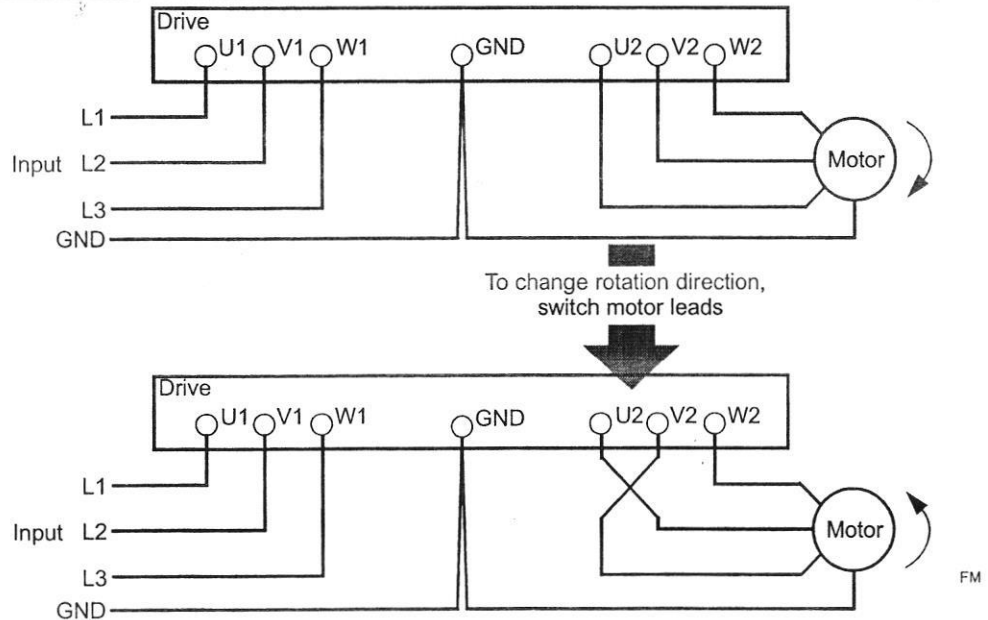 Drive
U1 V1 W1 GND U2 V2 W2
L1
Input L2
L3
GND
Motor
To change rotation direction,
switch motor leads
Drive
U1 V1 W1 GND U2 V2 W2
L1
Input L2
L3
GND
Motor
FM